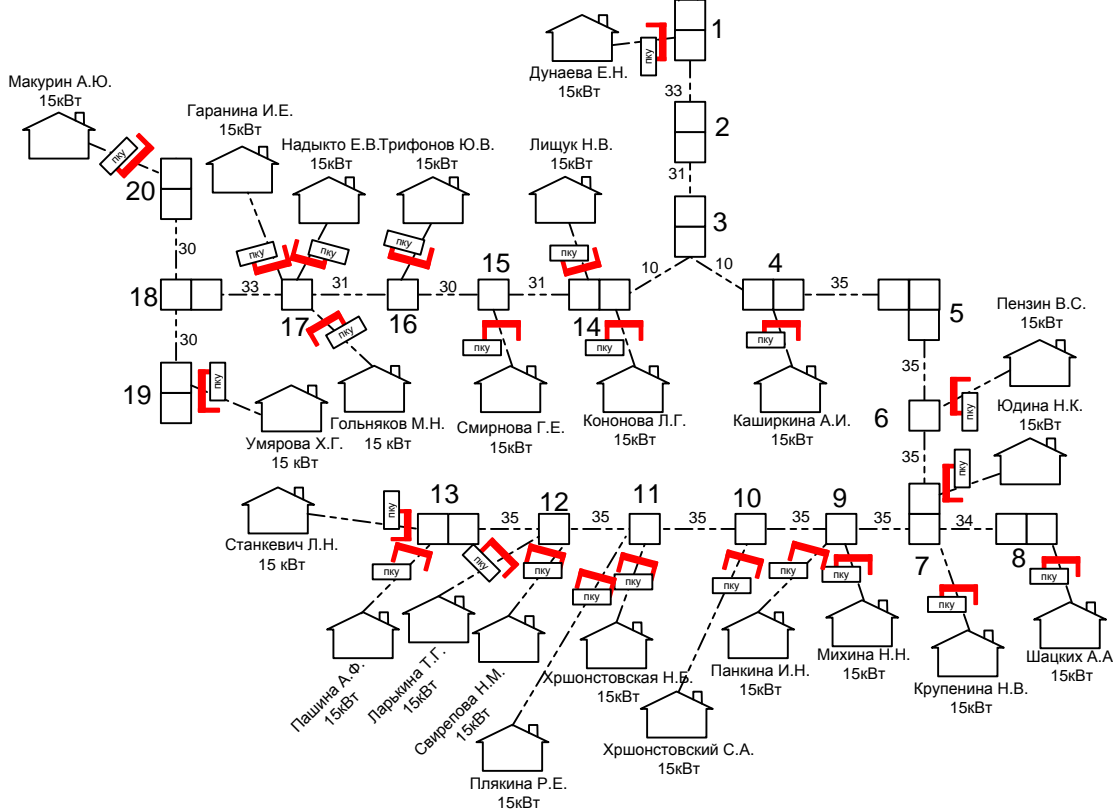 1
пку
Дунаева Е.Н.
15кВт
33
2
31
3
10
10
Макурин А.Ю.
15кВт
пку
20
30
Гаранина И.Е.
15кВт
пку
Надыкто Е.В.
15кВт
пку
Трифонов Ю.В.
15кВт
пку
Лищук Н.В.
15кВт
пку
18
33
17
31
16
30
15
31
14
4
35
5
30
19
пку
Умярова Х.Г.
15 кВт
пку
Гольняков М.Н.
15 кВт
пку
Смирнова Г.Е.
15кВт
пку
Кононова Л.Г.
15кВт
пку
Каширкина А.И.
15кВт
35
Пензин В.С.
15кВт
пку
6
35
Юдина Н.К.
15кВт
пку
Станкевич Л.Н.
15 кВт
пку
13
35
12
35
11
35
10
35
9
35
7
34
8
пку
Пашина А.Ф.
15кВт
пку
Ларькина Т.Г.
15кВт
пку
Свирепова Н.М.
15кВт
пку
Плякина Р.Е.
15кВт
пку
Хршонстовская Н.Б.
15кВт
пку
Хршонстовский С.А.
15кВт
пку
Панкина И.Н.
15кВт
пку
Михина Н.Н.
15кВт
пку
Крупенина Н.В.
15кВт
пку
Шацких А.А
15кВт